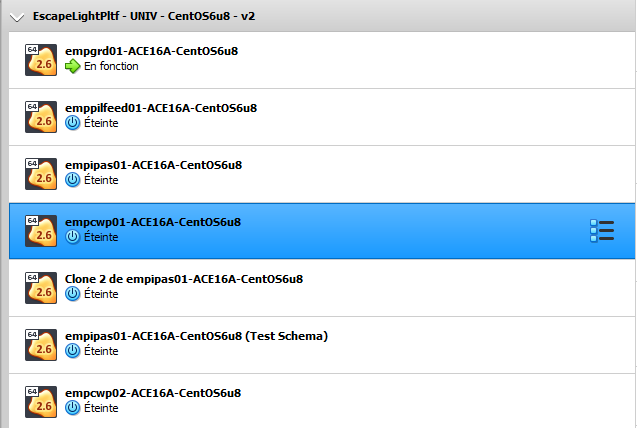 EscapeLightPltf - UNIV - CentOS6u8 - v2
64
2.6
empgrd01-ACE16A-CentOS6u8
En fonction
64
2.6
emppilfeed01-ACE16A-CentOS6u8
Éteinte
64
2.6
empipas01-ACE16A-CentOS6u8
Éteinte
64
2.6
empcwp01-ACE16A-CentOS6u8
Éteinte
64
2.6
Clone 2 de empipas01-ACE16A-CentOS6u8
Éteinte
64
2.6
empipas01-ACE16A-CentOS6u8 (Test Schema)
Éteinte
64
2.6
empcwp02-ACE16A-CentOS6u8
Éteinte